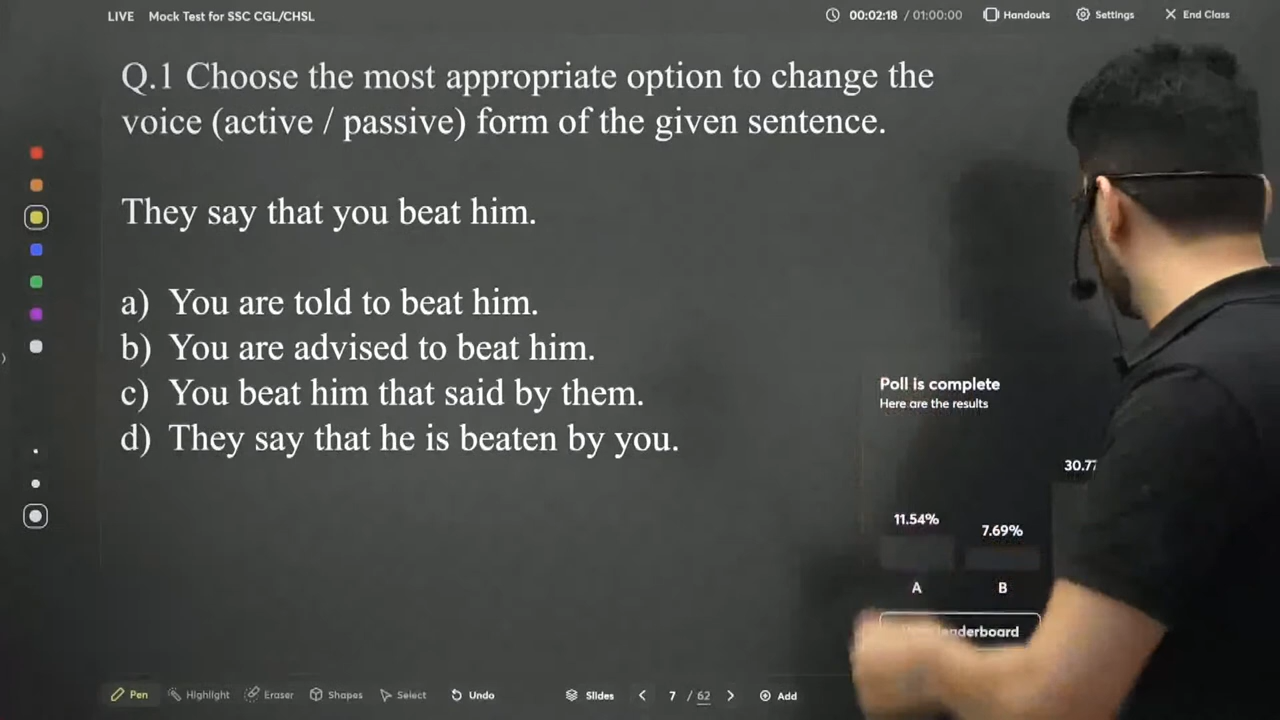 LIVE Mock Test for SSC CGL/CHSL
00:02:18 / 01:00:00
Handouts
Settings
End Class
Q.1 Choose the most appropriate option to change the
voice (active / passive) form of the given sentence.
They say that you beat him.
a) You are told to beat him.
b) You are advised to beat him.
c) You beat him that said by them.
d) They say that he is beaten by you.
Poll is complete
Here are the results
11.54%
7.69%
A
B
Pen
Highlight
Eraser
Shapes
Select
Undo
Slides
7 / 62
Add